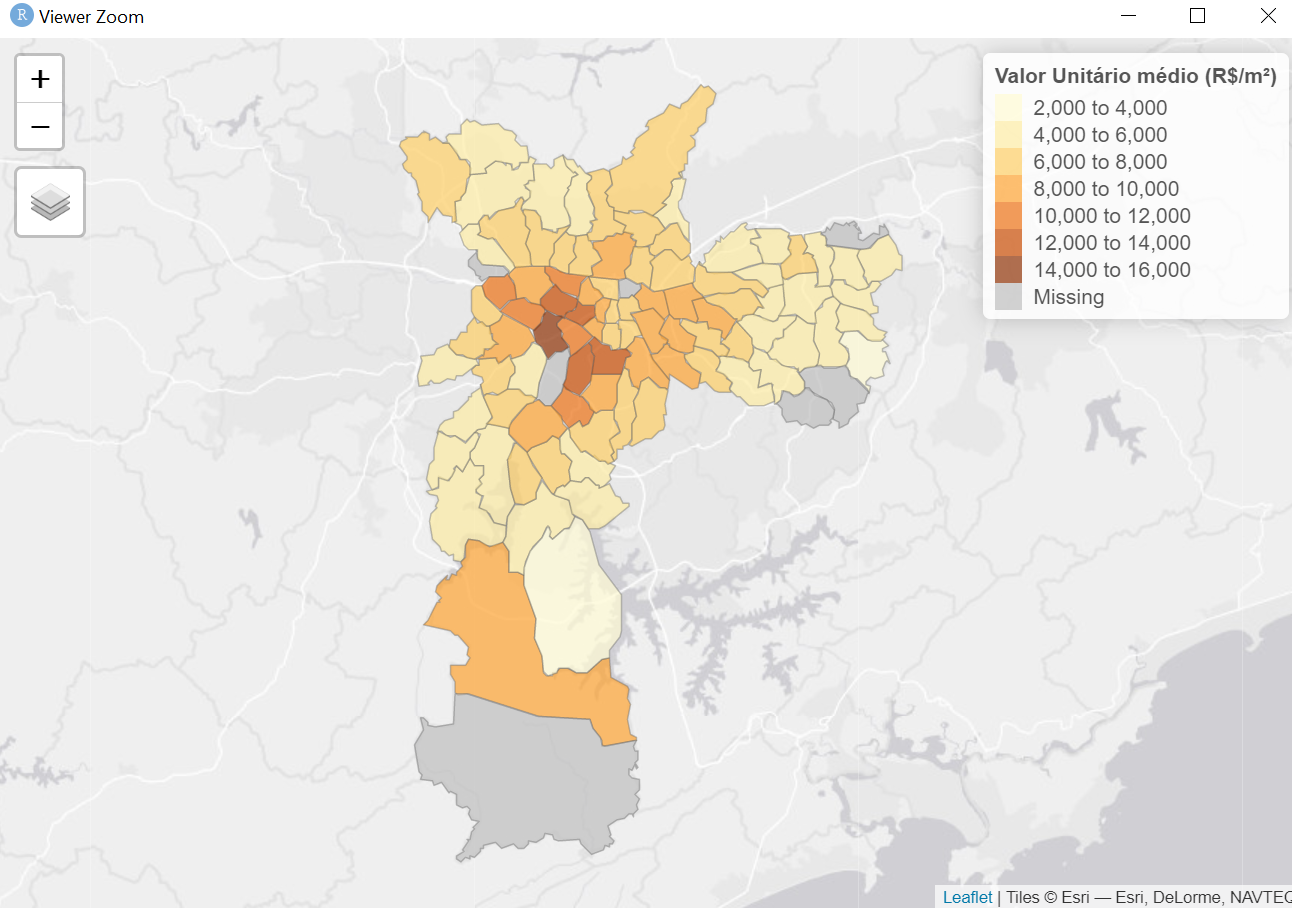 R Viewer Zoom
+
−
Valor Unitário médio (R$/m²)
2,000 to 4,000
4,000 to 6,000
6,000 to 8,000
8,000 to 10,000
10,000 to 12,000
12,000 to 14,000
14,000 to 16,000
Missing
Leaflet | Tiles © Esri — Esri, DeLorme, NAVTEQ